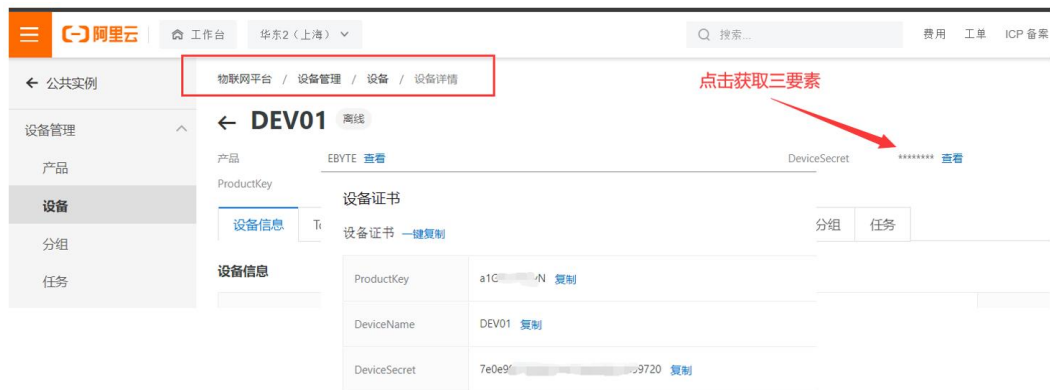 阿里云 工作台 华东2（上海） 搜索... 费用 工单 ICP 备案
公共实例
物联网平台 / 设备管理 / 设备 / 设备详情
点击获取三要素
DEV01 离线
设备管理
产品
设备
分组
任务
产品 EBYTE 查看 DeviceSecret ******** 查看
ProductKey
设备信息 分组 任务
设备信息
设备证书
设备证书 一键复制
ProductKey a1G N 复制
DeviceName DEV01 复制
DeviceSecret 7e0e9 9720 复制